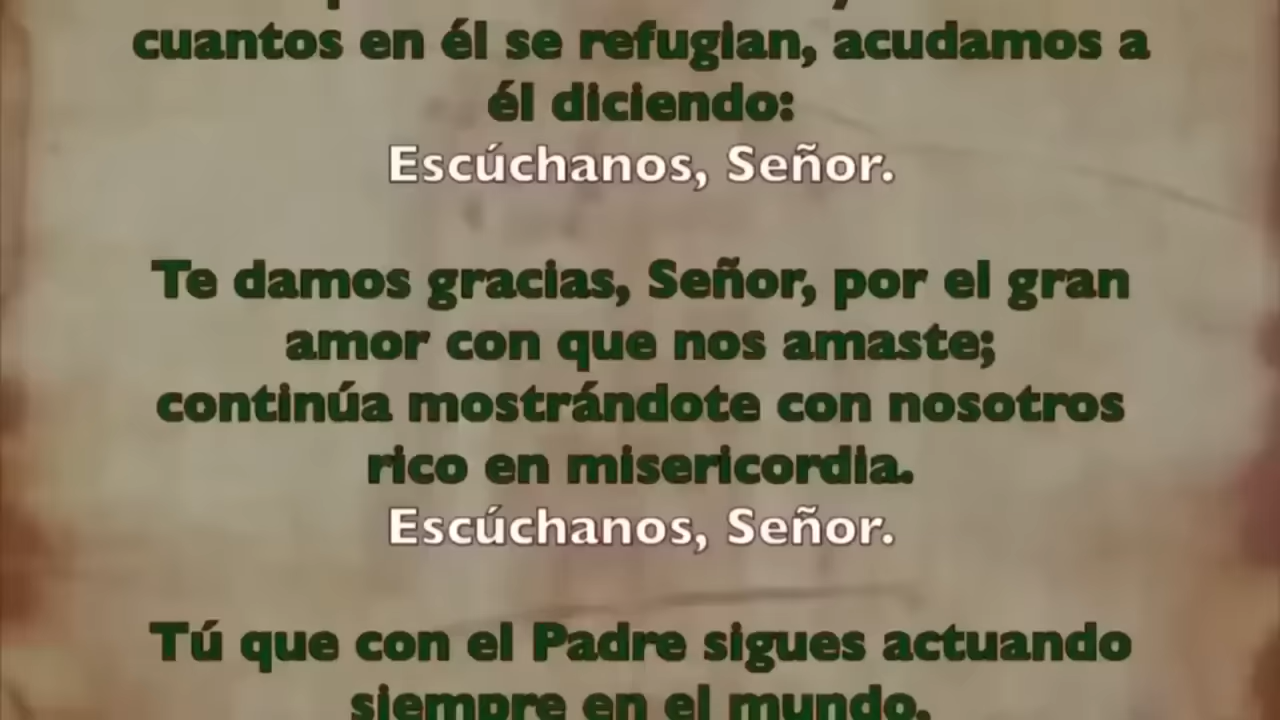 cuantos en él se refugian, acudamos a
él diciendo:
Escúchanos, Señor.
Te damos gracias, Señor, por el gran
amor con que nos amaste;
continúa mostrándote con nosotros
rico en misericordia.
Escúchanos, Señor.
Tú que con el Padre sigues actuando
siempre en el mundo,